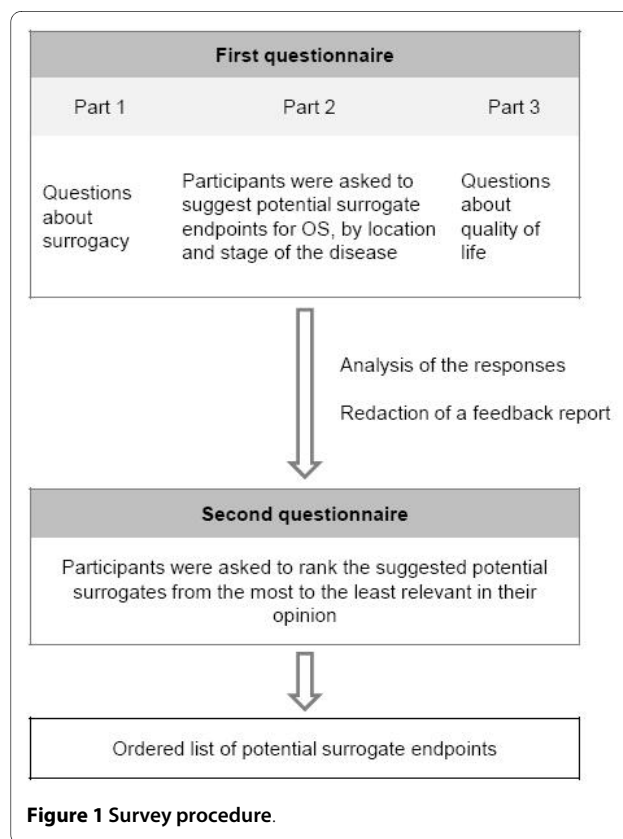 First questionnaire
Part 1
Part 2
Part 3
Questions
about
surrogacy
Participants were asked to
suggest potential surrogate
endpoints for OS, by location
and stage of the disease
Questions
about
quality of
life
Analysis of the responses
Redaction of a feedback report
Second questionnaire
Participants were asked to rank the suggested potential
surrogates from the most to the least relevant in their
opinion
Ordered list of potential surrogate endpoints
Figure 1 Survey procedure.